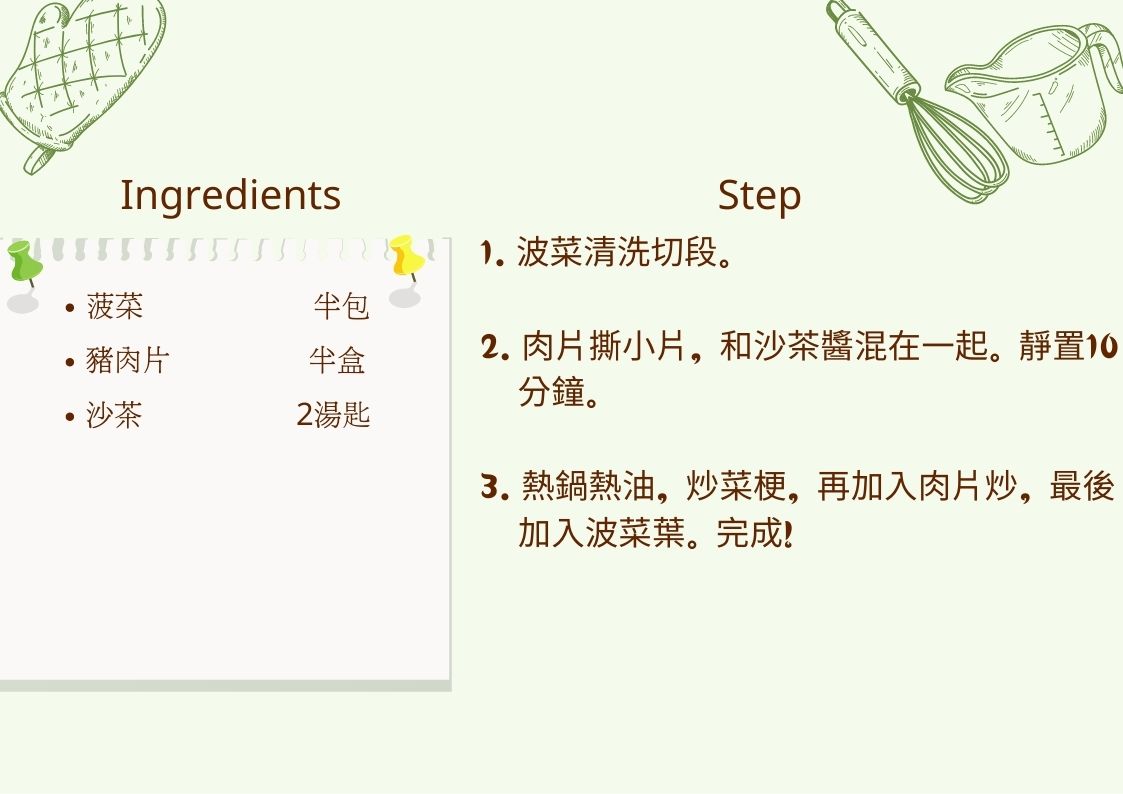 Ingredients
• 菠菜 半包
• 豬肉片 半盒
• 沙茶 2湯匙
Step
1. 波菜清洗切段。
2. 肉片撕小片，和沙茶醬混在一起。靜置10
分鐘。
3. 熱鍋熱油，炒菜梗，再加入肉片炒，最後
加入波菜葉。完成!